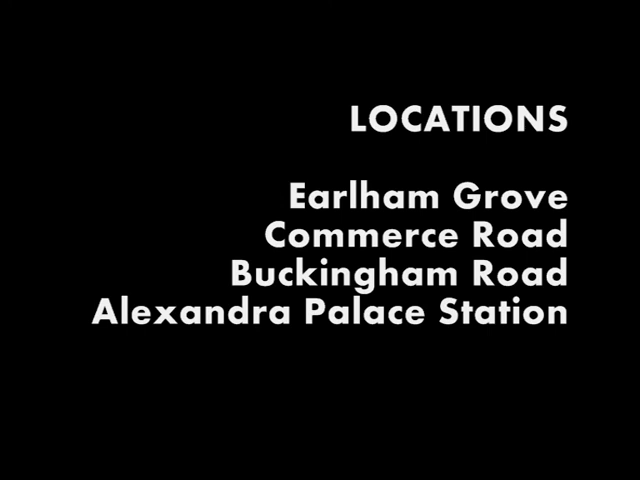 LOCATIONS
Earlham Grove
Commerce Road
Buckingham Road
Alexandra Palace Station